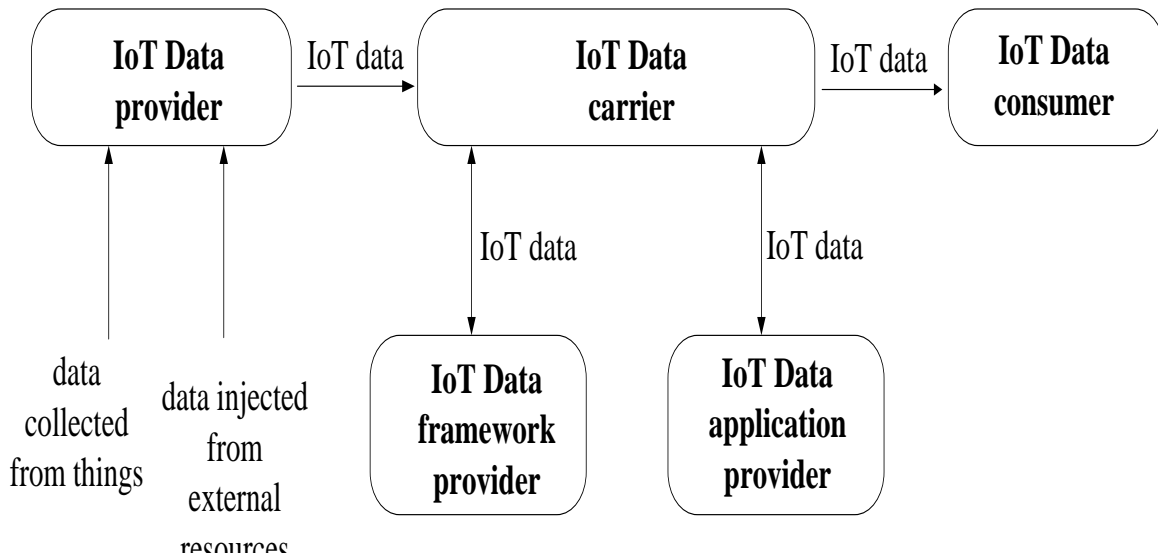 IoT Data
provider
IoT data
IoT Data
carrier
IoT data
IoT Data
consumer
IoT data
IoT data
data
collected
from things
data injected
from
external
resources
IoT Data
framework
provider
IoT Data
application
provider